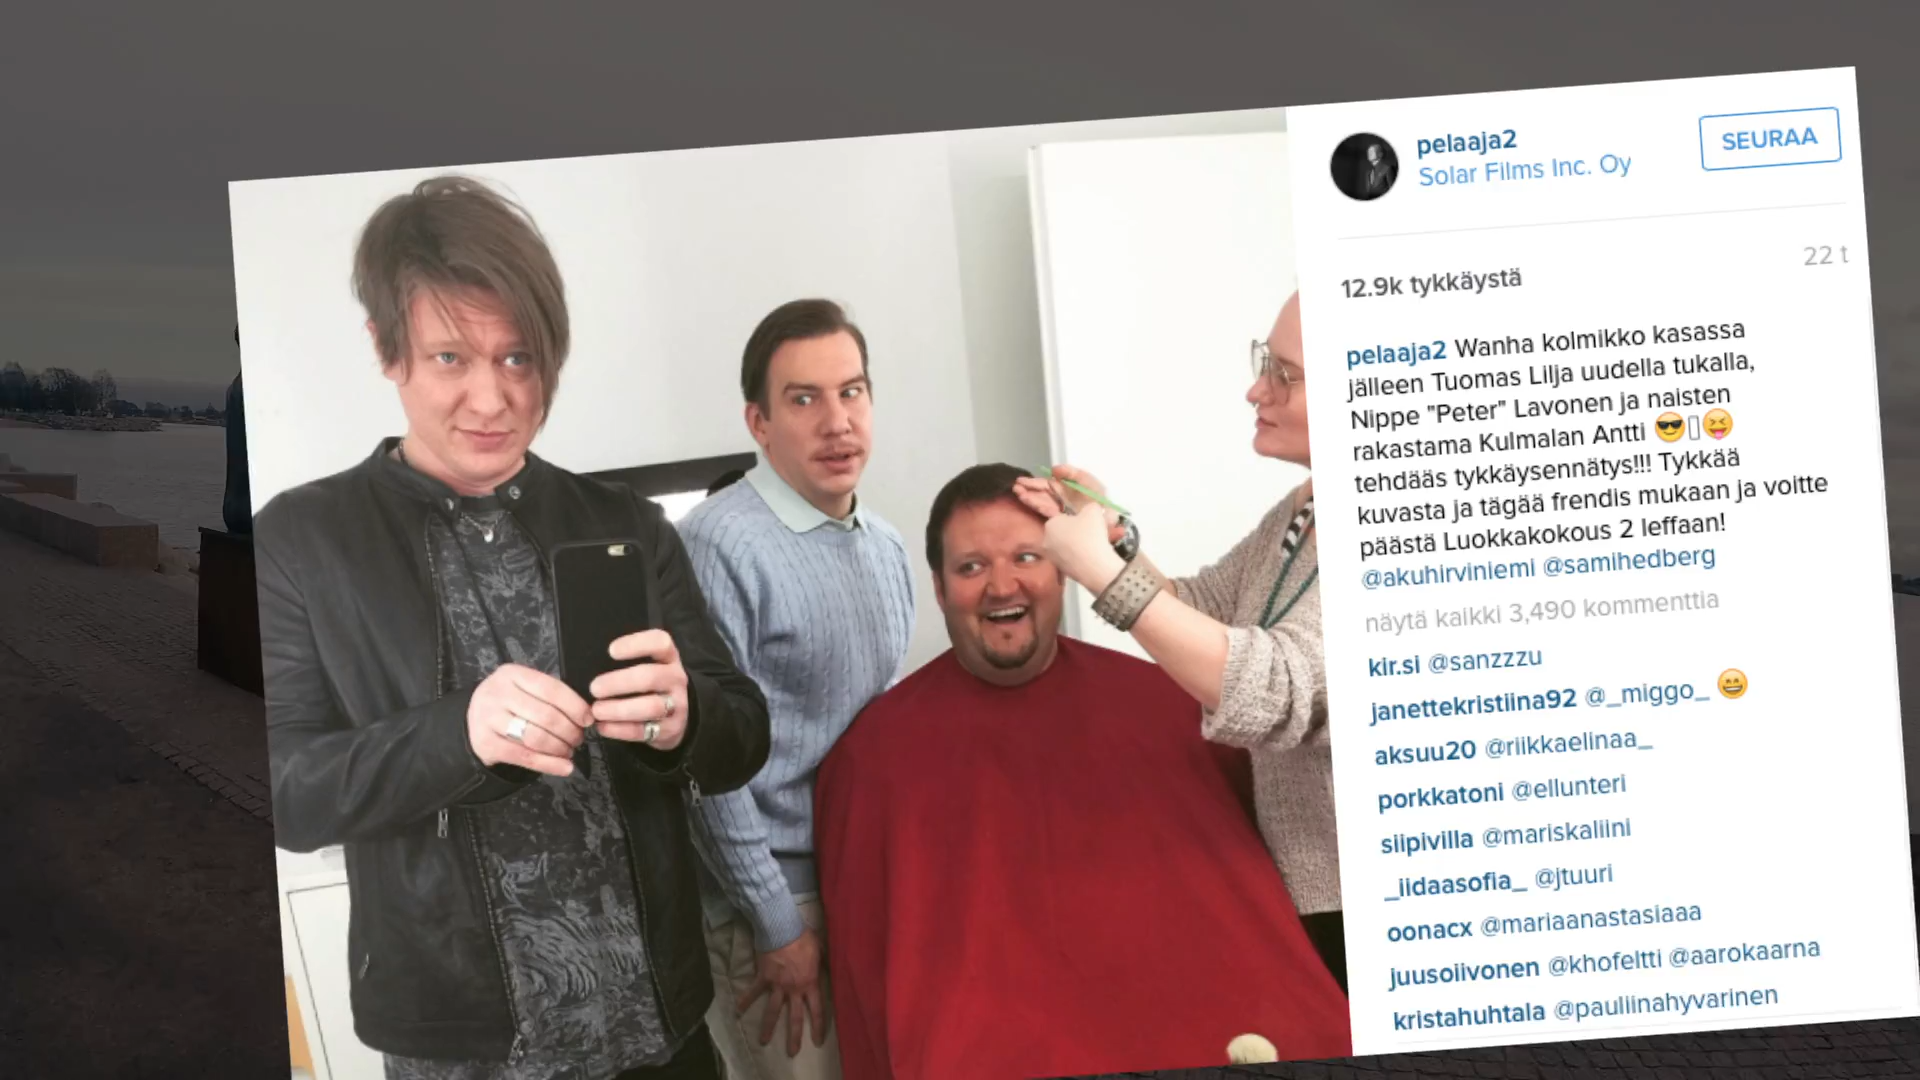 pelaaja2
Solar Films Inc. Oy
SEURAA
12.9k tykkäystä
22 t
pelaaja2 Wanha kolmikko kasassa
jälleen Tuomas Lilja uudella tukalla,
Nippe "Peter" Lavonen ja naisten
rakastama Kulmalan Antti 😎▯😝
tehdääs tykkäysennätys!!! Tykkää
kuvasta ja tägää frendis mukaan ja voitte
päästä Luokkakokous 2 leffaan!
@akuhirviniemi @samihedberg
näytä kaikki 3,490 kommenttia
kir.si @sanzzzu
janettekristiina92 @_miggo_ 😄
aksuu20 @riikkaelinaa_
porkkatoni @ellunteri
siipivilla @mariskaliini
_iidaasofia_ @jtuuri
oonacx @mariaanastasiaaa
juusoiivonen @khofeltti @aarokaarna
kristahuhtala @pauliinahyvarinen